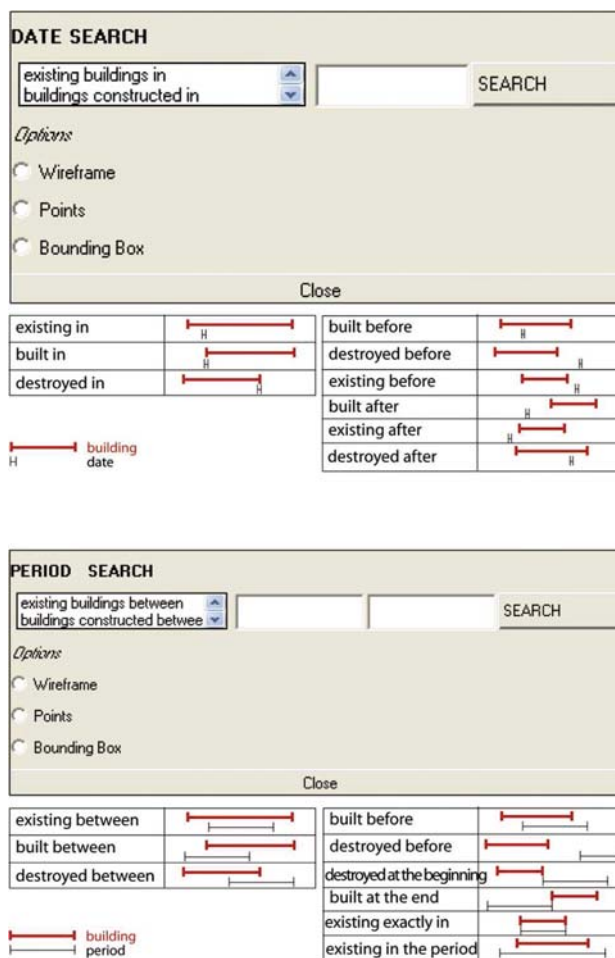 DATE SEARCH
existing buildings in
buildings constructed in
SEARCH
Options
Wireframe
Points
Bounding Box
Close
existing in
built in
destroyed in
building
date
built before
destroyed before
existing before
built after
existing after
destroyed after
PERIOD SEARCH
existing buildings between
buildings constructed betwee
SEARCH
Options
Wireframe
Points
Bounding Box
Close
existing between
built between
destroyed between
building
period
built before
destroyed before
destroyed at the beginning
built at the end
existing exactly in
existing in the period